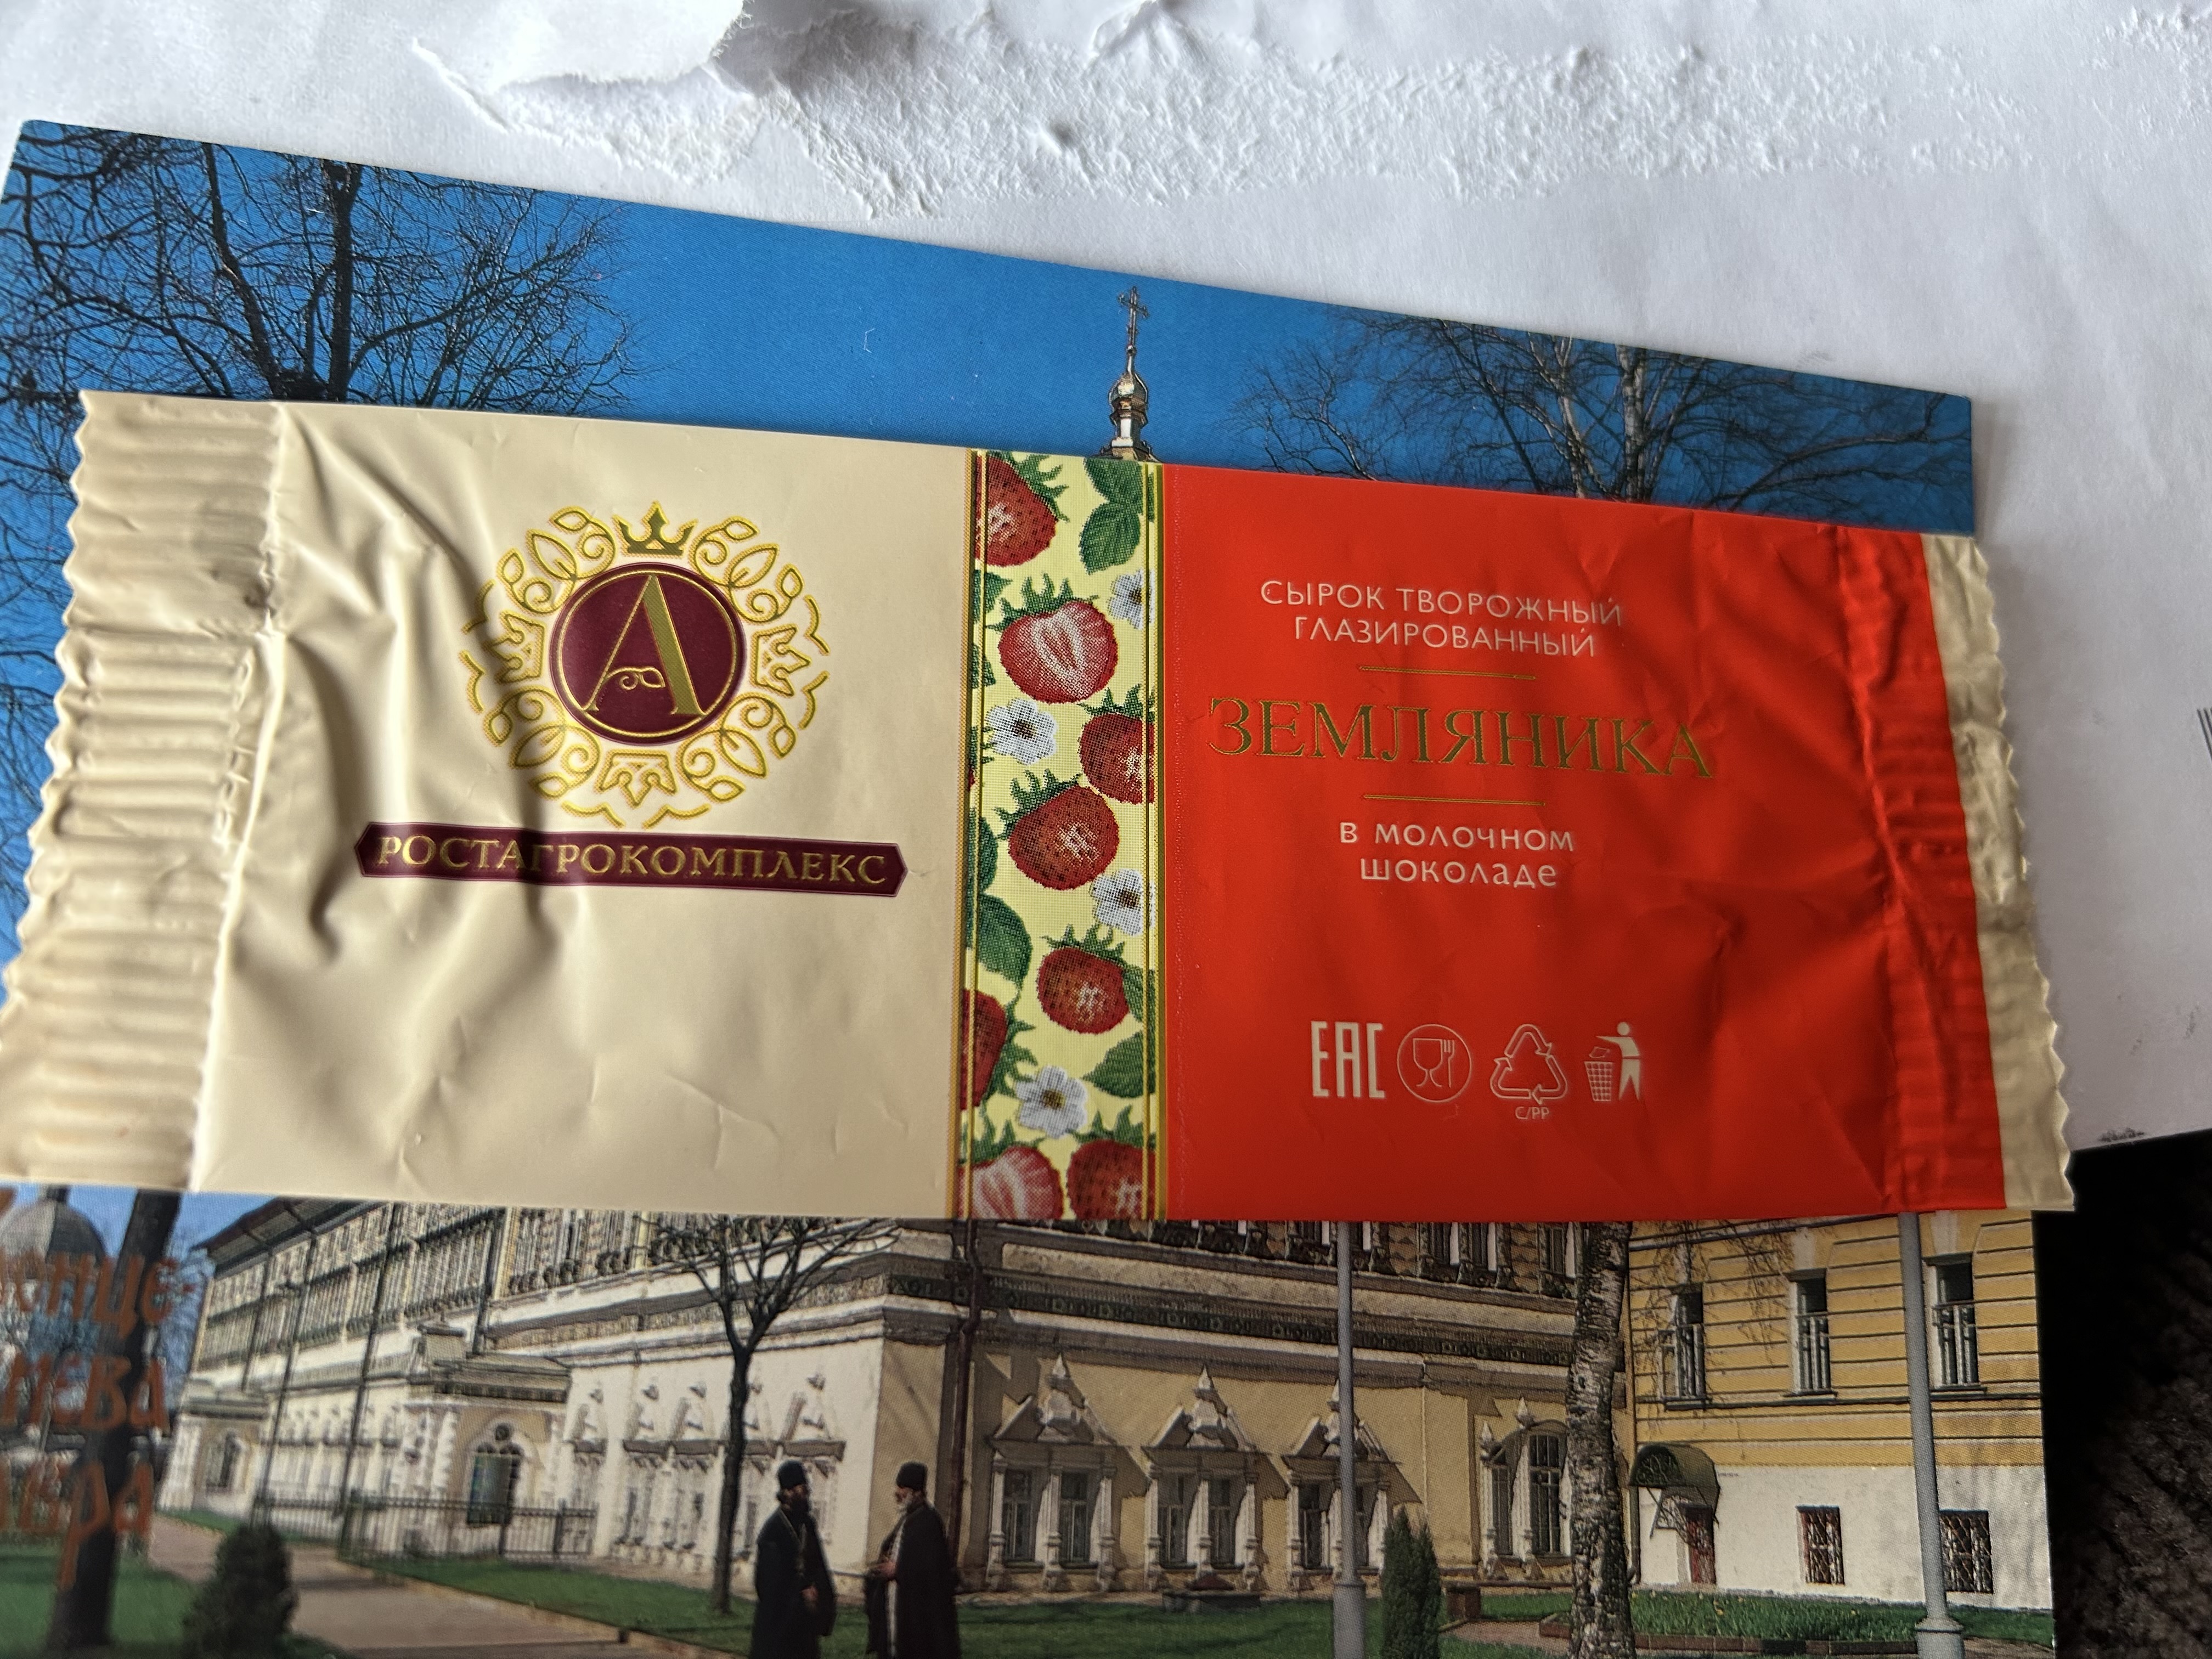 А
РОСТАГРОКОМПЛЕКС
СЫРОК ТВОРОЖНЫЙ
ГЛАЗИРОВАННЫЙ
ЗЕМЛЯНИКА
В МОЛОЧНОМ
ШОКОЛАДЕ
ЕАС
C/PP